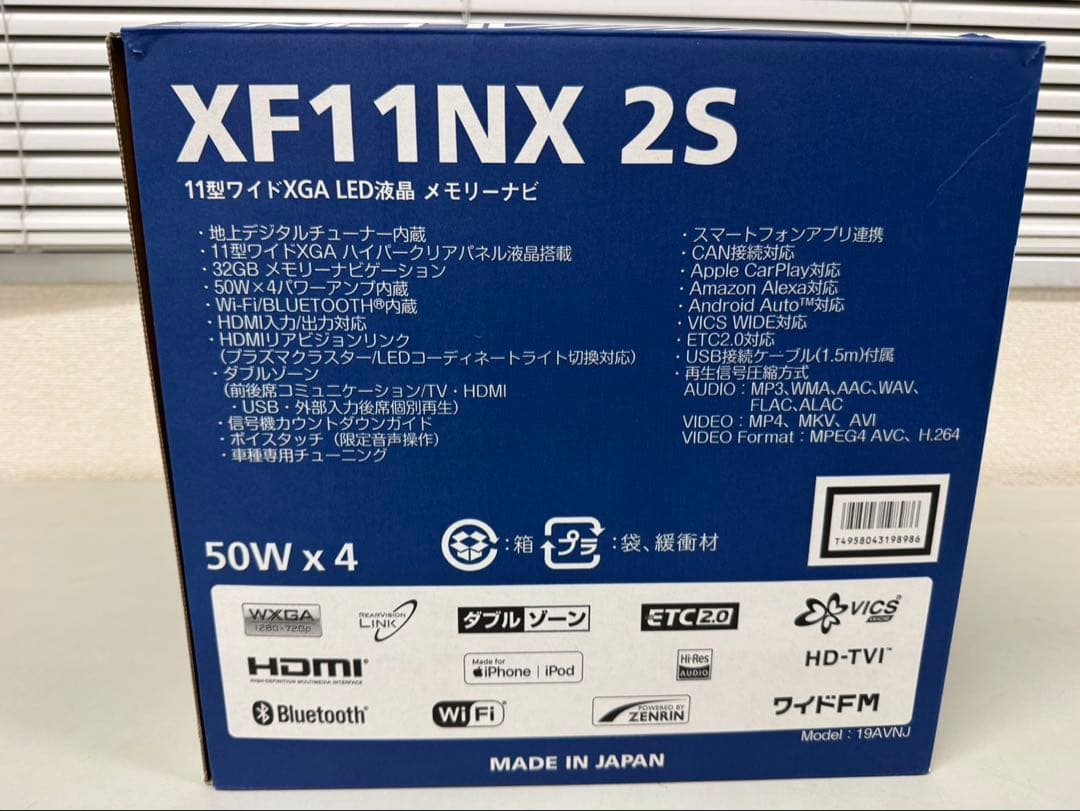 XF11NX 2S
11型ワイドXGA LED液晶 メモリーナビ
・地上デジタルチューナー内蔵
・11型ワイドXGA ハイパークリアパネル液晶搭載
・32GB メモリーナビゲーション
・50W×4パワーアンプ内蔵
・Wi-Fi/BLUETOOTH®内蔵
・HDMI入力/出力対応
・HDMIリアビジョンリンク
（プラズマクラスター/LEDコーディネートライト切換対応）
・ダブルゾーン
（前後席コミュニケーション/TV・HDMI
・USB・外部入力後席個別再生）
・信号機カウントダウンガイド
・ボイスタッチ（限定音声操作）
・車種専用チューニング
・スマートフォンアプリ連携
・CAN接続対応
・Apple CarPlay対応
・Amazon Alexa対応
・Android Auto™対応
・VICS WIDE対応
・ETC2.0対応
・USB接続ケーブル(1.5m)付属
・再生信号圧縮方式
AUDIO：MP3、WMA、AAC、WAV、
FLAC、ALAC
VIDEO：MP4、MKV、AVI
VIDEO Format：MPEG4 AVC、H.264
T4958043198986
50W x 4
：箱 プラ ：袋、緩衝材
WXGA
1280×720p
REARVISION
LINK
ダブルゾーン
ETC2.0
VICS®
WIDE
HDMI®
HIGH-DEFINITION MULTIMEDIA INTERFACE
Made for
iPhone | iPod
Hi-Res
AUDIO
HD-TVI™
Bluetooth®
Wi Fi
POWERED BY
ZENRIN
ワイドFM
Model：19AVNJ
MADE IN JAPAN